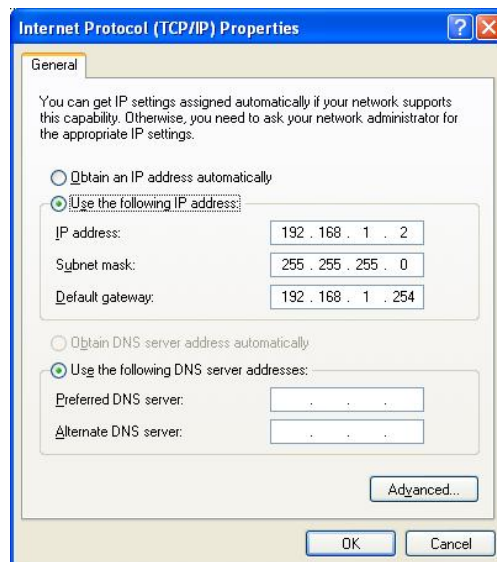 Internet Protocol (TCP/IP) Properties
General
You can get IP settings assigned automatically if your network supports
this capability. Otherwise, you need to ask your network administrator for
the appropriate IP settings.
Obtain an IP address automatically
Use the following IP address:
IP address: 192 . 168 . 1 . 2
Subnet mask: 255 . 255 . 255 . 0
Default gateway: 192 . 168 . 1 . 254
Obtain DNS server address automatically
Use the following DNS server addresses:
Preferred DNS server: . . .
Alternate DNS server: . . .
Advanced...
OK Cancel